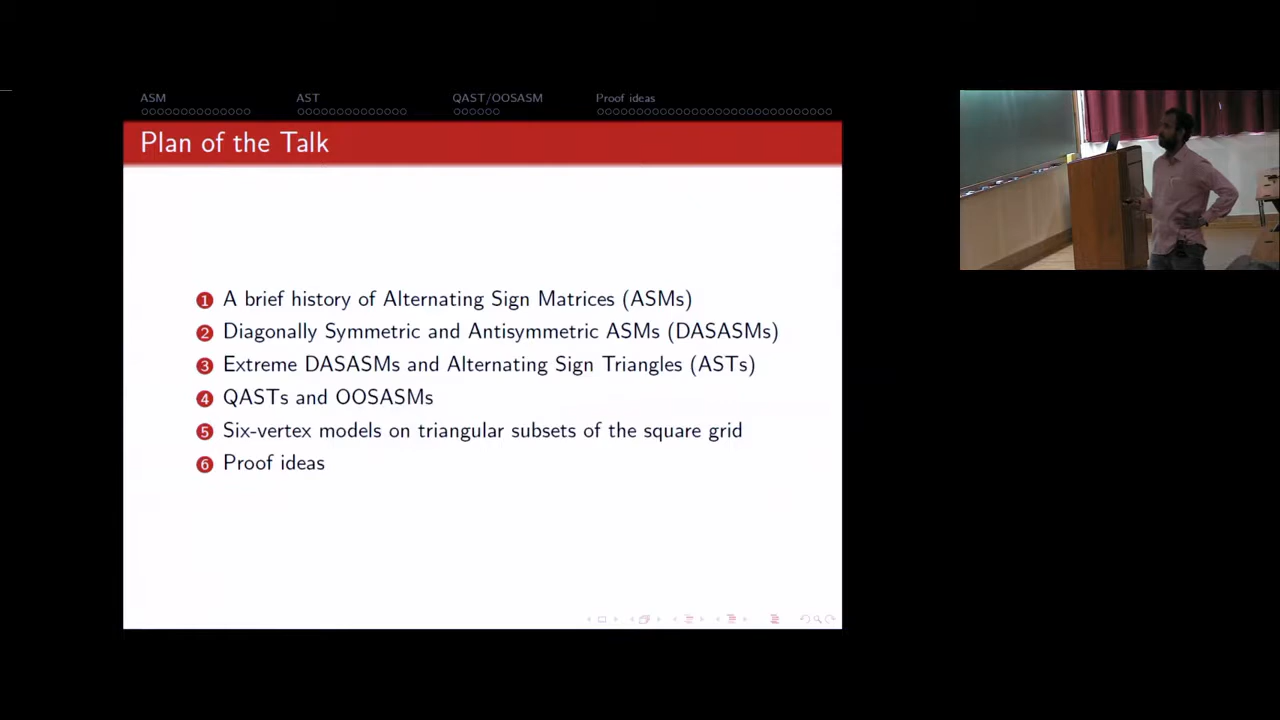 ASM AST QAST/OOSASM Proof ideas
Plan of the Talk
1 A brief history of Alternating Sign Matrices (ASMs)
2 Diagonally Symmetric and Antisymmetric ASMs (DASASMs)
3 Extreme DASASMs and Alternating Sign Triangles (ASTs)
4 QASTs and OOSASMs
5 Six-vertex models on triangular subsets of the square grid
6 Proof ideas